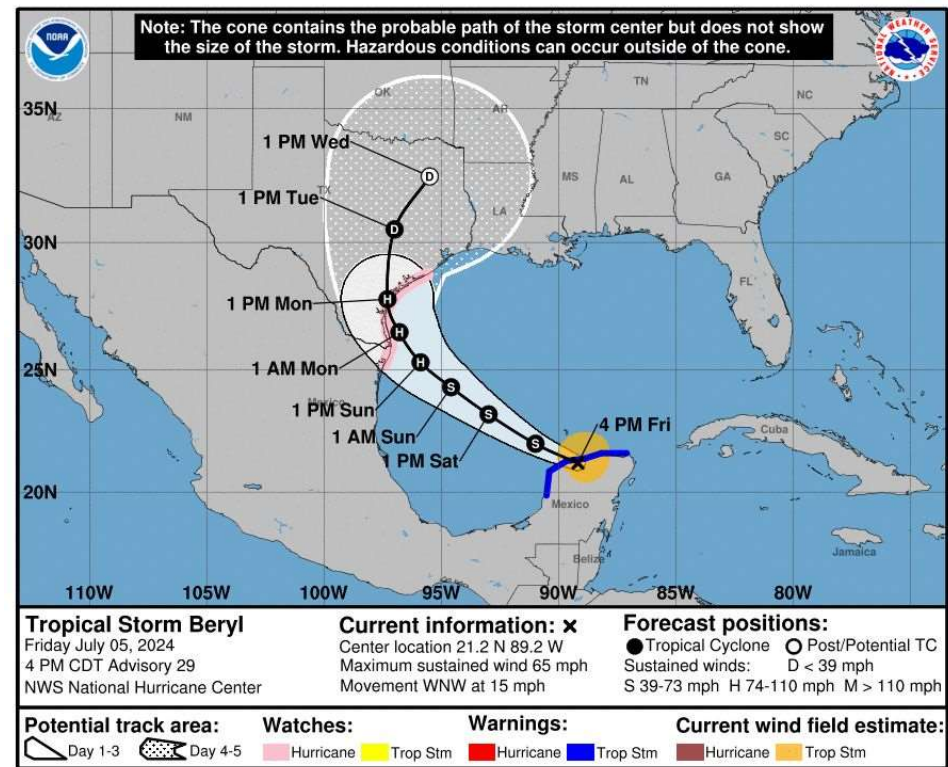 Note: The cone contains the probable path of the storm center but does not show
the size of the storm. Hazardous conditions can occur outside of the cone.
NOAA
NATIONAL WEATHER SERVICE
35N
30N
25N
20N
AZ
NM
OK
AR
TN
NC
SC
MS
AL
GA
TX
LA
FL
1 PM Wed
D
1 PM Tue
D
1 PM Mon
H
1 AM Mon
H
1 PM Sun
H
1 AM Sun
S
1 PM Sat
S
S
4 PM Fri
Mexico
Cuba
Mexico
Belize
Jamaica
110W
105W
100W
95W
90W
85W
80W
Tropical Storm Beryl
Friday July 05, 2024
4 PM CDT Advisory 29
NWS National Hurricane Center
Current information: x
Center location 21.2 N 89.2 W
Maximum sustained wind 65 mph
Movement WNW at 15 mph
Forecast positions:
Tropical Cyclone Post/Potential TC
Sustained winds: D < 39 mph
S 39-73 mph H 74-110 mph M > 110 mph
Potential track area:
Day 1-3 Day 4-5
Watches:
Hurricane Trop Stm
Warnings:
Hurricane Trop Stm
Current wind field estimate:
Hurricane Trop Stm